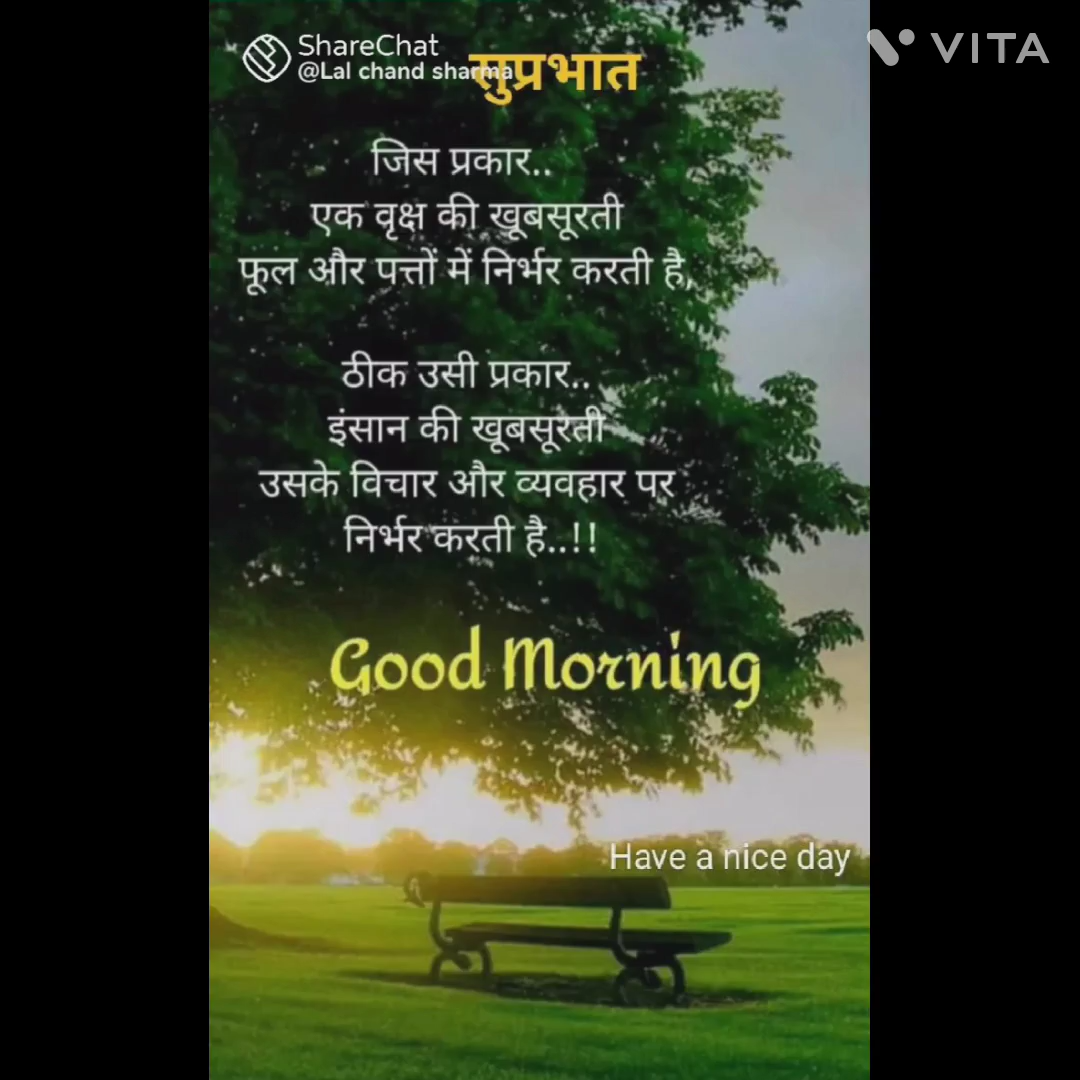 ShareChat
@Lal chand sharma
सुप्रभात
VITA
जिस प्रकार..
एक वृक्ष की खूबसूरती
फूल और पत्तों में निर्भर करती है,
ठीक उसी प्रकार..
इंसान की खूबसूरती
उसके विचार और व्यवहार पर
निर्भर करती है..!!
Good Morning
Have a nice day